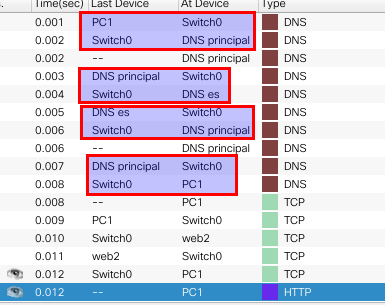 s. Time(sec) Last Device At Device Type
0.001 PC1 Switch0 DNS
0.002 Switch0 DNS principal DNS
0.002 -- DNS principal DNS
0.003 DNS principal Switch0 DNS
0.004 Switch0 DNS es DNS
0.005 DNS es Switch0 DNS
0.006 Switch0 DNS principal DNS
0.006 -- DNS principal DNS
0.007 DNS principal Switch0 DNS
0.008 Switch0 PC1 DNS
0.008 -- PC1 TCP
0.009 PC1 Switch0 TCP
0.010 Switch0 web2 TCP
0.011 web2 Switch0 TCP
0.012 Switch0 PC1 TCP
0.012 -- PC1 HTTP